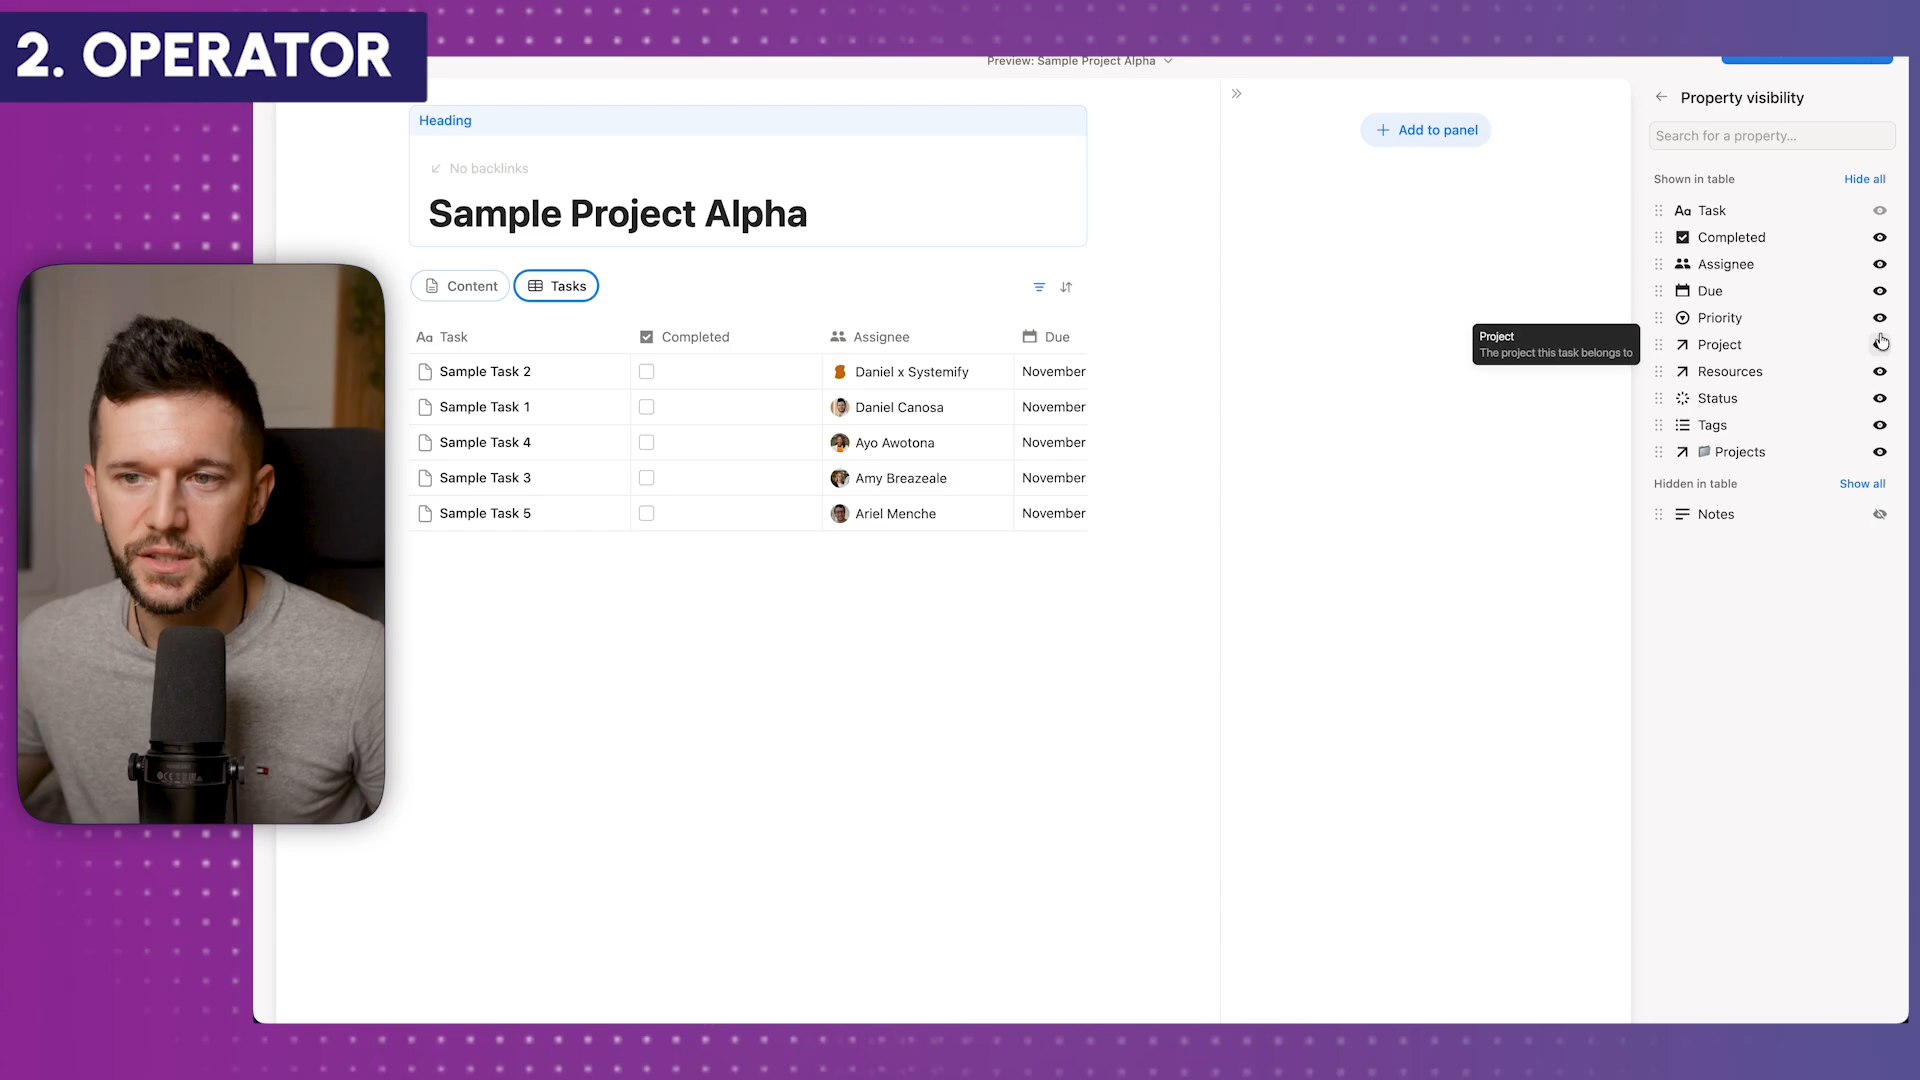 2. OPERATOR
Preview: Sample Project Alpha
Heading
No backlinks
Sample Project Alpha
Content
Tasks
Aa Task Completed Assignee Due
Sample Task 2 Daniel x Systemify November
Sample Task 1 Daniel Canosa November
Sample Task 4 Ayo Awotona November
Sample Task 3 Amy Breazeale November
Sample Task 5 Ariel Menche November
+ Add to panel
Project
The project this task belongs to
Property visibility
Search for a property...
Shown in table Hide all
Aa Task
Completed
Assignee
Due
Priority
Project
Resources
Status
Tags
Projects
Hidden in table Show all
Notes